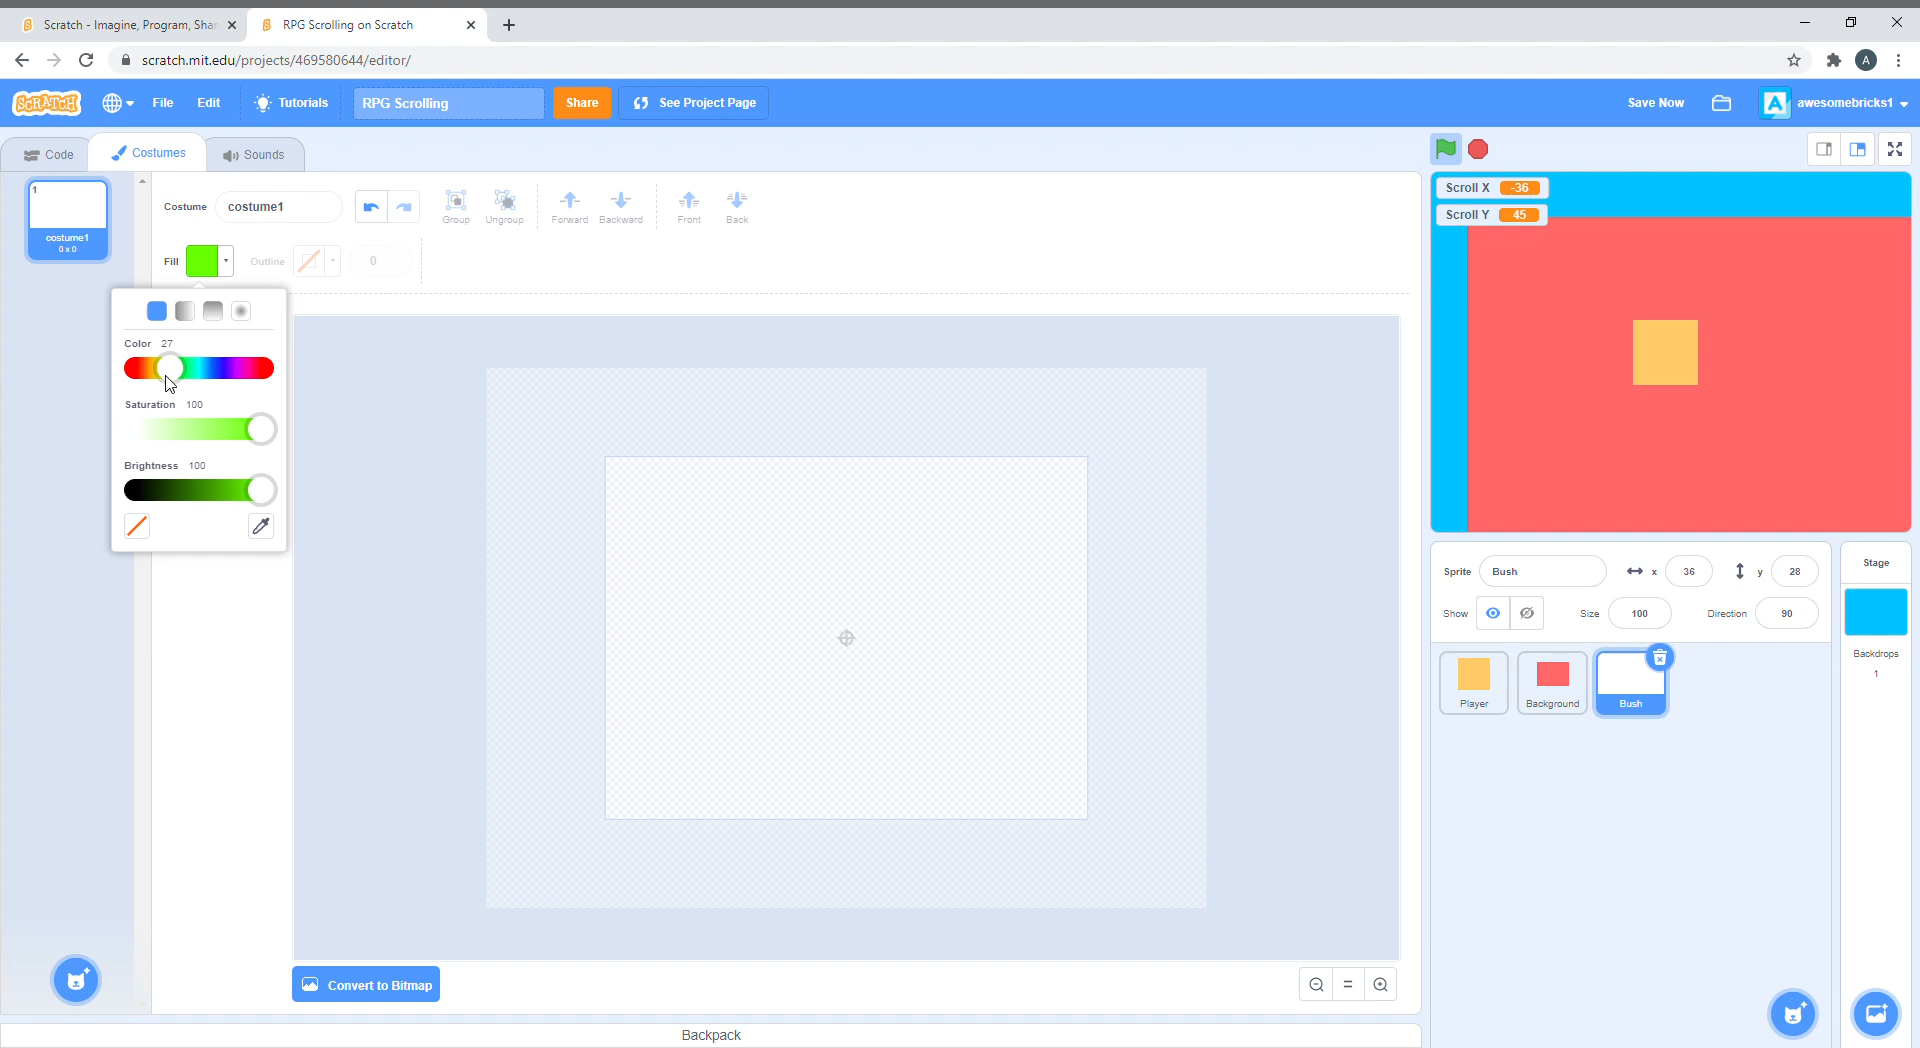 Scratch - Imagine, Program, Shar
RPG Scrolling on Scratch
scratch.mit.edu/projects/469580644/editor/
A
SCRATCH
File
Edit
Tutorials
RPG Scrolling
Share
See Project Page
Save Now
A
awesomebricks1
Code
Costumes
Sounds
1
costume1
0 x 0
Costume
costume1
Group
Ungroup
Forward
Backward
Front
Back
Fill
Outline
0
Color 27
Saturation 100
Brightness 100
Convert to Bitmap
Backpack
Scroll X -36
Scroll Y 45
Sprite
Bush
x
36
y
28
Show
Size
100
Direction
90
Player
Background
Bush
Stage
Backdrops
1